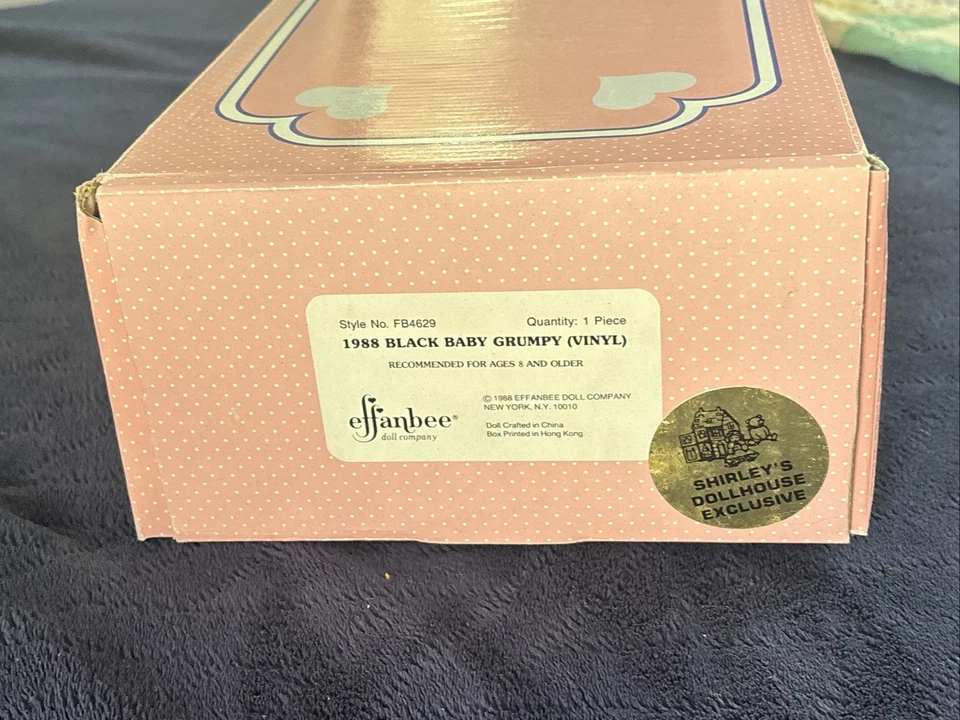 Style No. FB4629 Quantity: 1 Piece
1988 BLACK BABY GRUMPY (VINYL)
RECOMMENDED FOR AGES 8 AND OLDER
effanbee®
doll company
© 1988 EFFANBEE DOLL COMPANY
NEW YORK, N.Y. 10010
Doll Crafted in China
Box Printed in Hong Kong
SHIRLEY'S
DOLLHOUSE
EXCLUSIVE